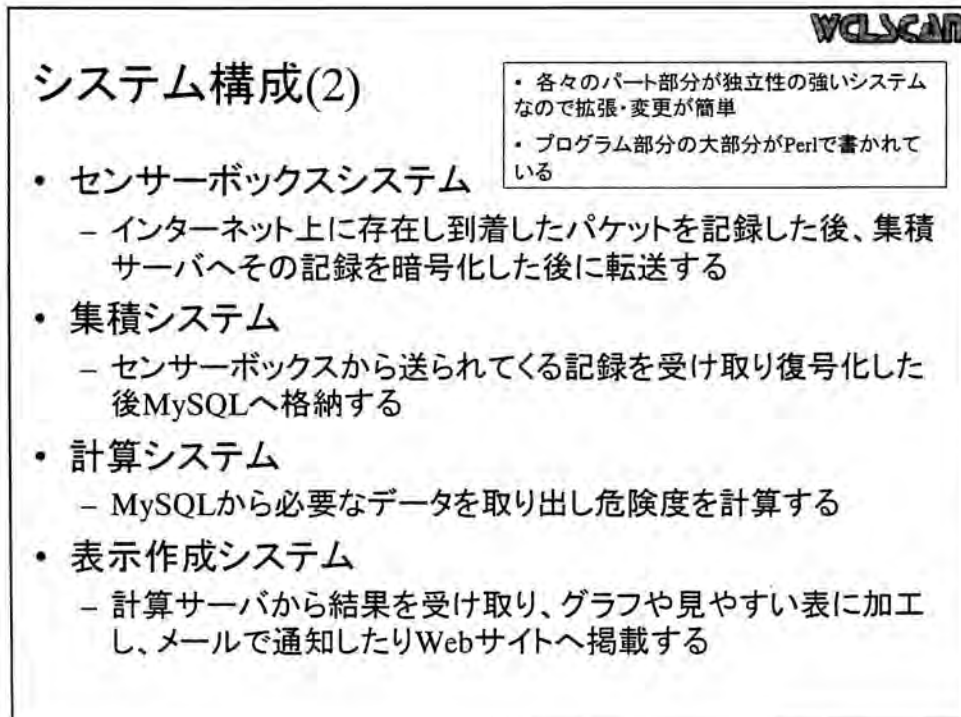 WCLSCAN
システム構成(2)
・ 各々のパート部分が独立性の強いシステム
なので拡張・変更が簡単
・ プログラム部分の大部分がPerlで書かれて
いる
• センサーボックスシステム
– インターネット上に存在し到着したパケットを記録した後、集積
サーバへその記録を暗号化した後に転送する
• 集積システム
– センサーボックスから送られてくる記録を受け取り復号化した
後MySQLへ格納する
• 計算システム
– MySQLから必要なデータを取り出し危険度を計算する
• 表示作成システム
– 計算サーバから結果を受け取り、グラフや見やすい表に加工
し、メールで通知したりWebサイトへ掲載する